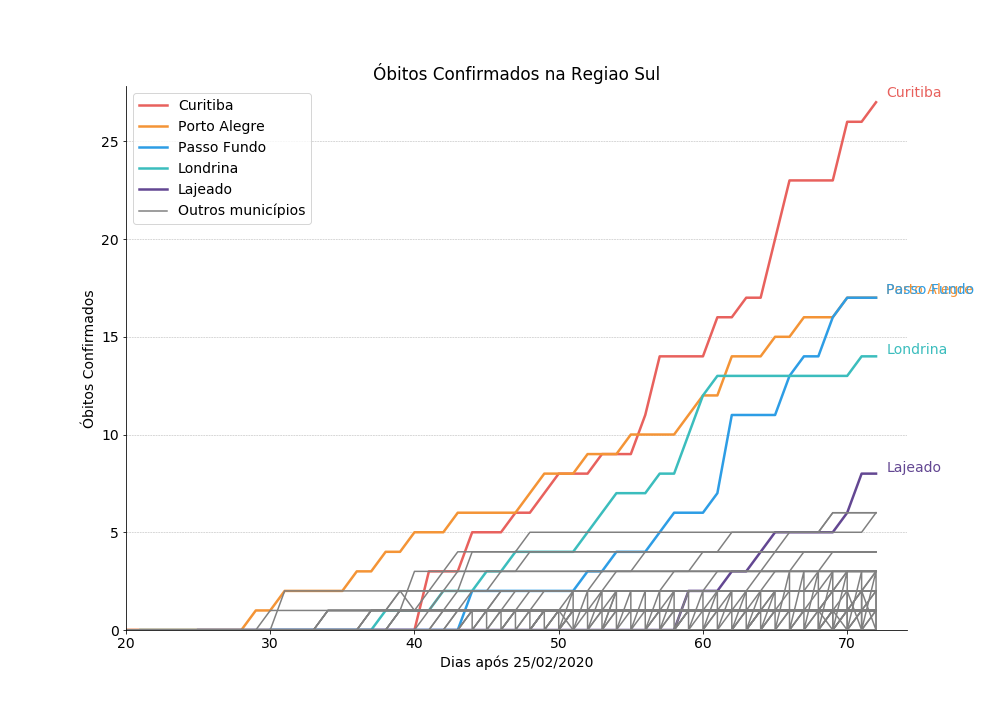 Óbitos Confirmados na Regiao Sul
Curitiba
Porto Alegre
Passo Fundo
Londrina
Lajeado
Outros municípios
Curitiba
Porto Alegre
Passo Fundo
Londrina
Lajeado
Óbitos Confirmados
25
20
15
10
5
0
20
30
40
50
60
70
Dias após 25/02/2020